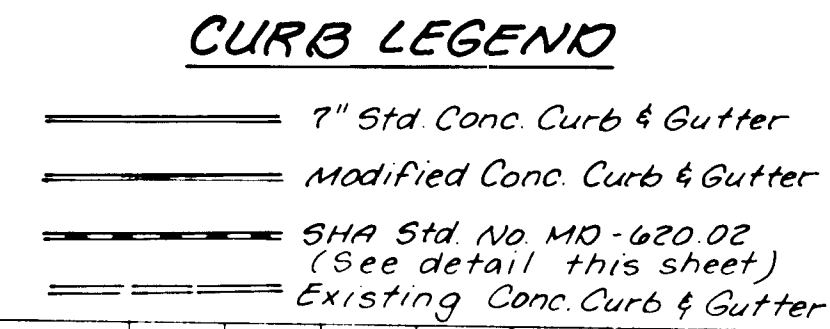 CURB LEGEND
7" Std. Conc. Curb & Gutter
Modified Conc. Curb & Gutter
SHA Std. No. MD-620.02
(See detail this sheet)
Existing Conc. Curb & Gutter